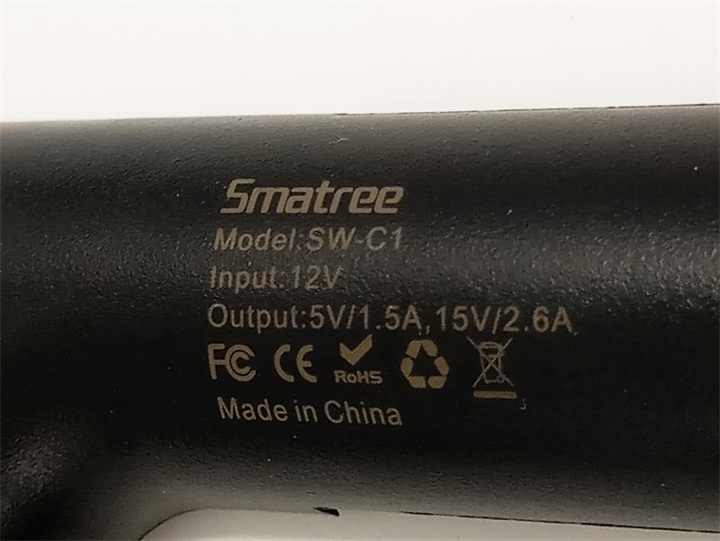 Smatree
Model:SW-C1
Input:12V
Output:5V/1.5A,15V/2.6A
FC CE RoHS
Made in China